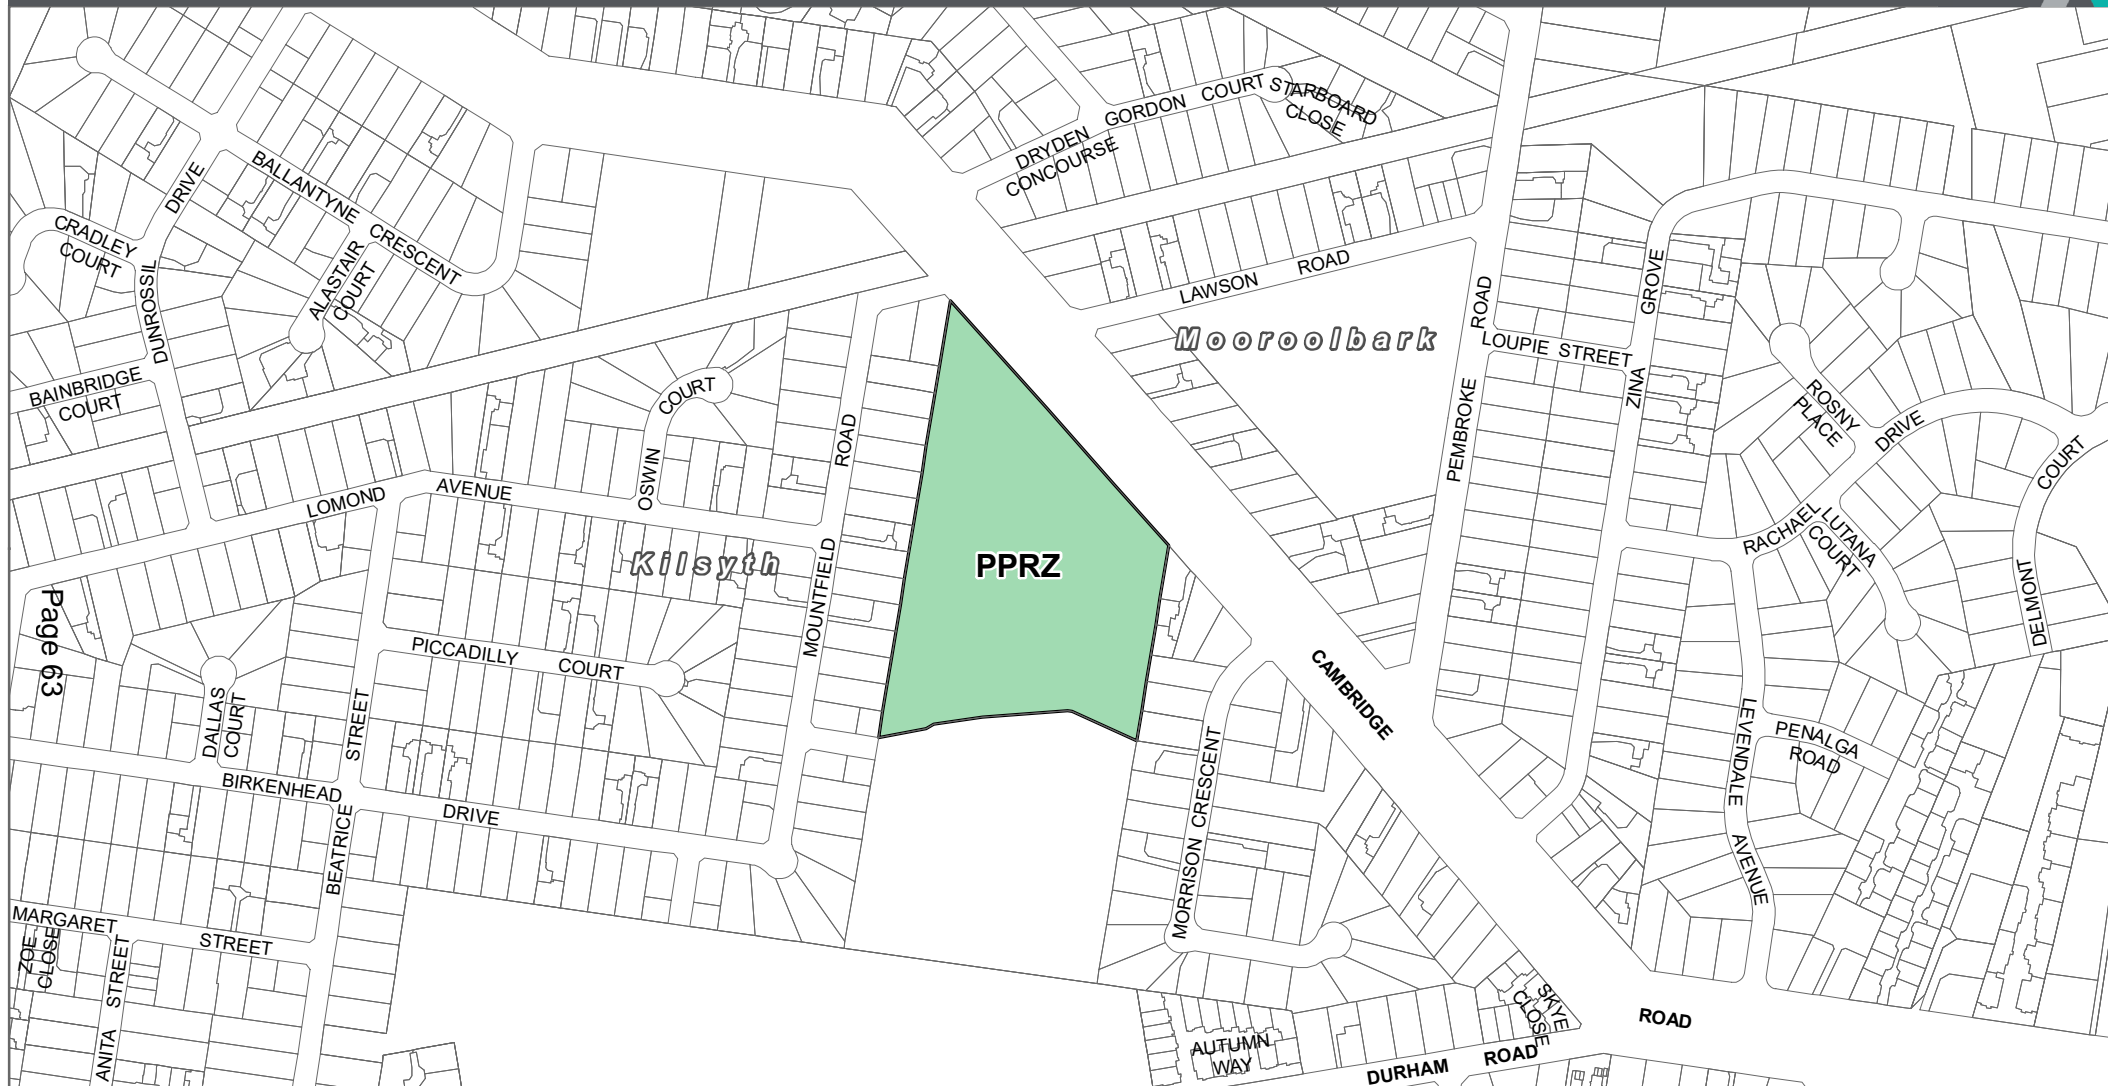 GORDON COURT
STARBOARD
CLOSE
DRYDEN
CONCOURSE
BALLANTYNE
CRESCENT
DRIVE
DUNROSSIL
CRADLEY
COURT
ALASTAIR
COURT
LAWSON ROAD
Mooroolbark
PEMBROKE ROAD
LOUPIE STREET
ZINA GROVE
BAINBRIDGE
COURT
OSWIN COURT
ROSNY
PLACE
RACHAEL DRIVE
LUTANA
COURT
DELMONT COURT
LOMOND AVENUE
MOUNTFIELD ROAD
Kilsyth
PPRZ
Page 63
PICCADILLY COURT
DALLAS
COURT
BEATRICE STREET
CAMBRIDGE
ROAD
MORRISON CRESCENT
LEVENDALE AVENUE
PENALGA
ROAD
BIRKENHEAD DRIVE
MARGARET STREET
ZOE
CLOSE
ANITA STREET
SKYE
CLOSE
AUTUMN
WAY
DURHAM ROAD